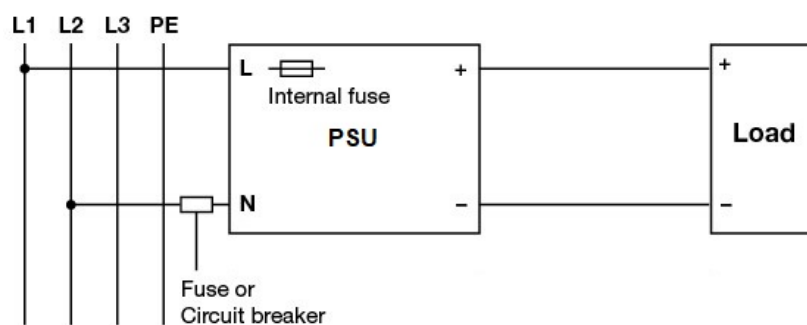 L1 L2 L3 PE
L + +
Internal fuse
PSU Load
N − −
Fuse or
Circuit breaker